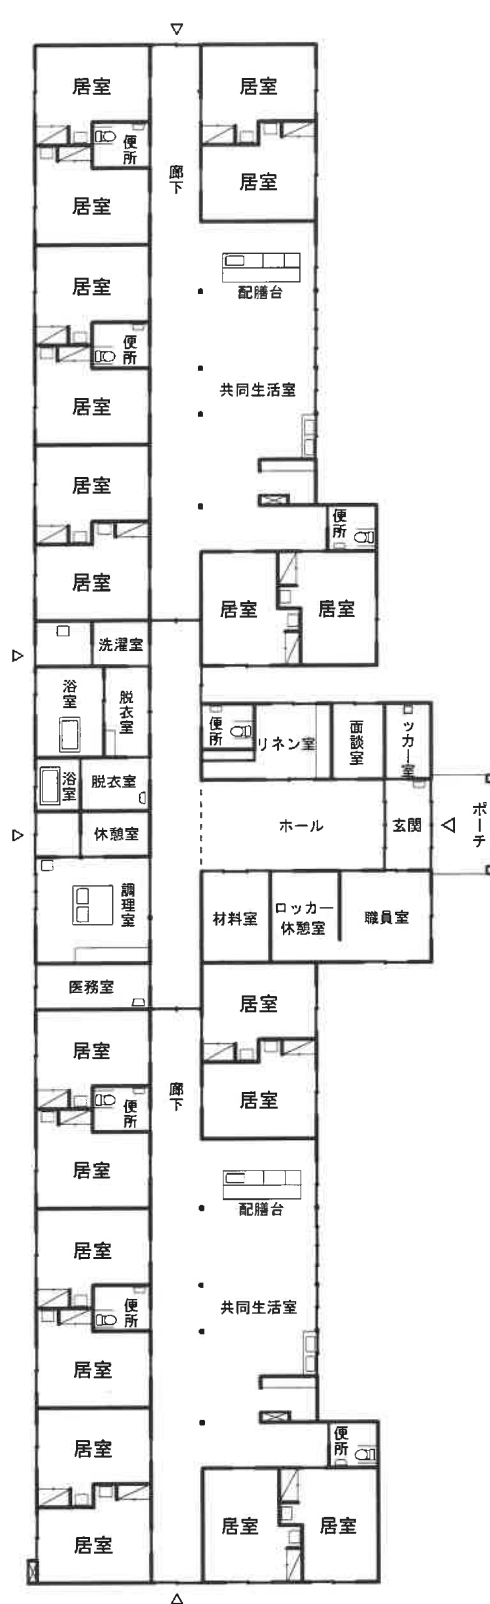 居室
居室
便所
廊下
居室
居室
居室
配膳台
便所
居室
共同生活室
居室
便所
居室
居室
居室
洗濯室
浴室
脱衣室
便所
リネン室
面談室
ッカー室
浴室
脱衣室
ホール
玄関
ポーチ
休憩室
調理室
材料室
ロッカー
休憩室
職員室
医務室
居室
居室
便所
廊下
居室
居室
居室
配膳台
便所
共同生活室
居室
居室
便所
居室
居室
居室